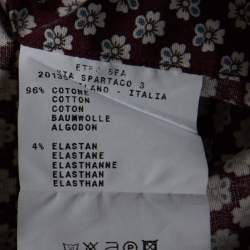 ETRO SPA
VIA SPARTACO 3
MILANO - ITALIA
96% COTONE
COTTON
COTON
BAUMWOLLE
ALGODON
4% ELASTAN
ELASTANE
ELASTHANNE
ELASTHAN
ELASTHAN